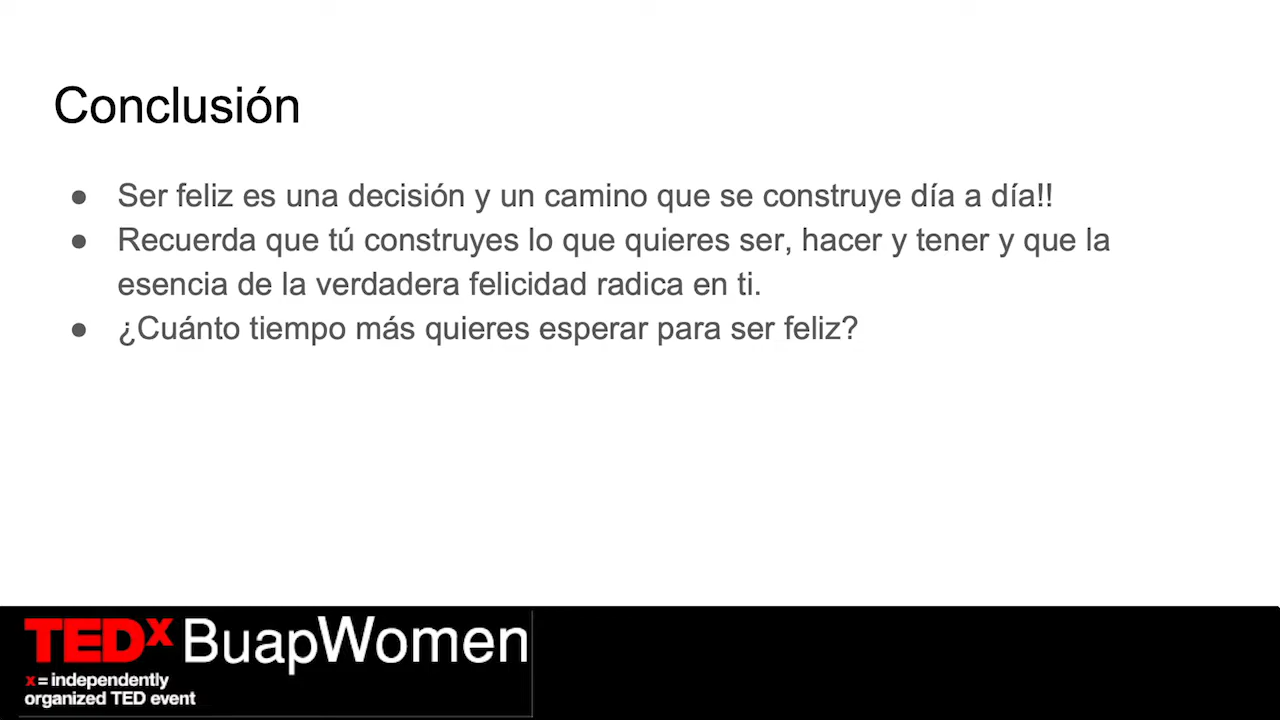 Conclusión
● Ser feliz es una decisión y un camino que se construye día a día!!
● Recuerda que tú construyes lo que quieres ser, hacer y tener y que la
esencia de la verdadera felicidad radica en ti.
● ¿Cuánto tiempo más quieres esperar para ser feliz?
TEDx BuapWomen
x = independently
organized TED event